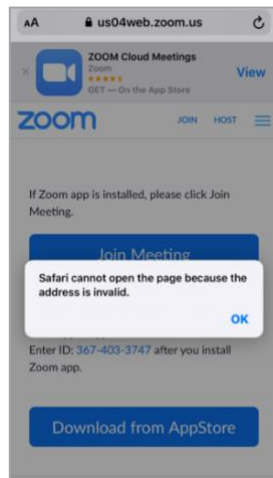 AA us04web.zoom.us
ZOOM Cloud Meetings
Zoom
GET — On the App Store
View
zoom JOIN HOST
If Zoom app is installed, please click Join
Meeting.
Join Meeting
Safari cannot open the page because the
address is invalid.
OK
Enter ID: 367-403-3747 after you install
Zoom app.
Download from AppStore